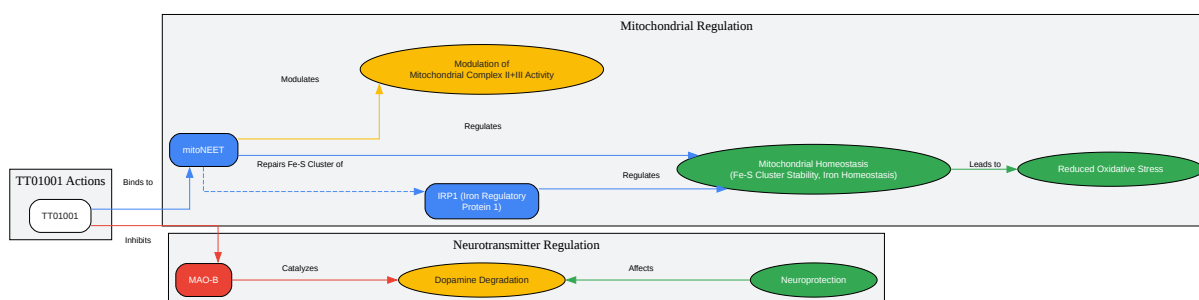 Mitochondrial Regulation
Modulation of
Mitochondrial Complex II+III Activity
Modulates
Regulates
mitoNEET
Repairs Fe-S Cluster of
Mitochondrial Homeostasis
(Fe-S Cluster Stability, Iron Homeostasis)
Leads to
Reduced Oxidative Stress
TT01001 Actions
Binds to
Regulates
IRP1 (Iron Regulatory
Protein 1)
TT01001
Inhibits
Neurotransmitter Regulation
MAO-B
Catalyzes
Dopamine Degradation
Affects
Neuroprotection